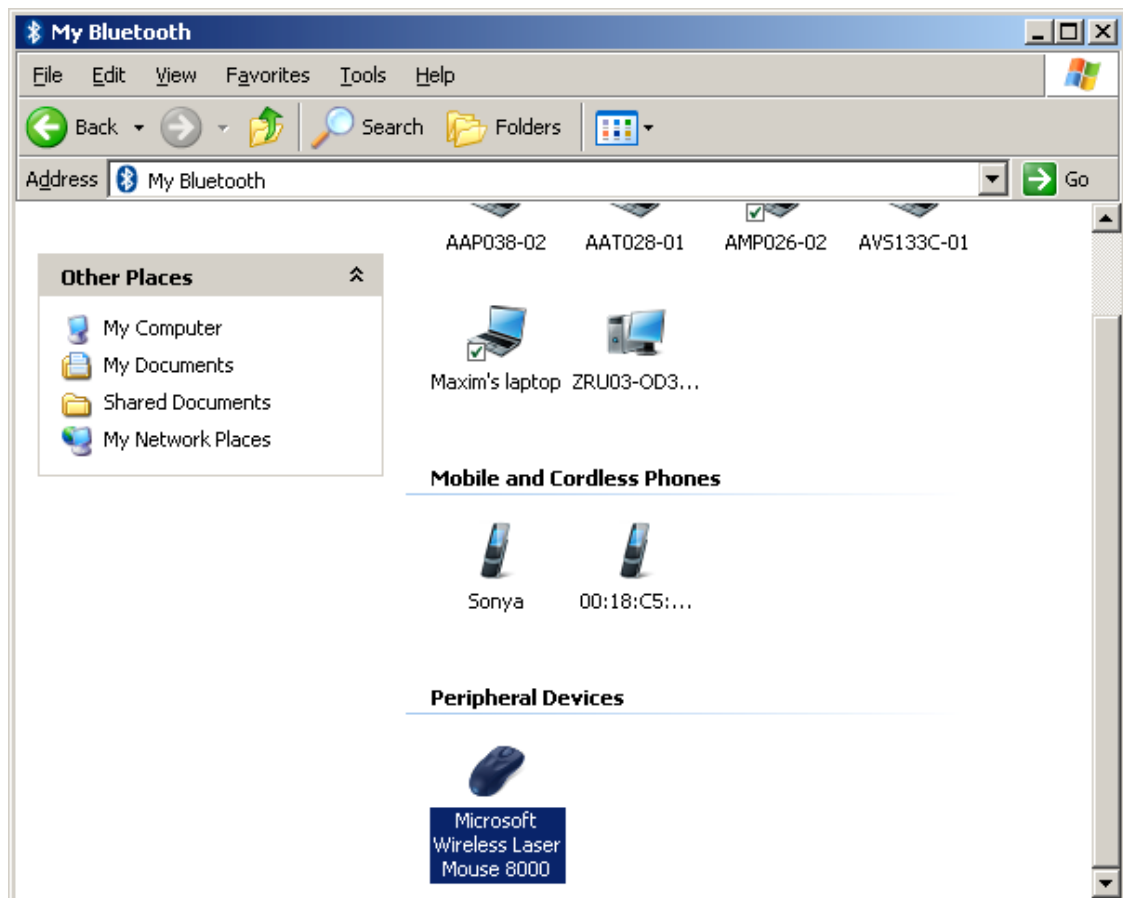 My Bluetooth
File Edit View Favorites Tools Help
Back Search Folders
Address My Bluetooth Go
AAP038-02 AAT028-01 AMP026-02 AVS133C-01
Other Places
My Computer
My Documents
Shared Documents
My Network Places
Maxim's laptop ZRU03-OD3...
Mobile and Cordless Phones
Sonya 00:18:C5:...
Peripheral Devices
Microsoft
Wireless Laser
Mouse 8000